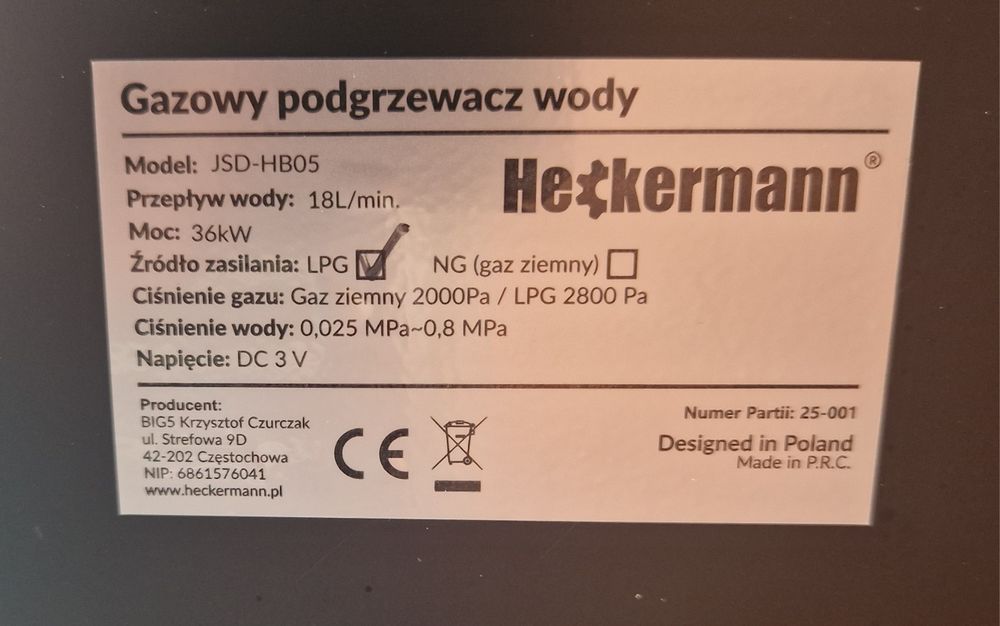 Gazowy podgrzewacz wody
Model: JSD-HB05
Heckermann®
Przepływ wody: 18L/min.
Moc: 36kW
Źródło zasilania: LPG NG (gaz ziemny)
Ciśnienie gazu: Gaz ziemny 2000Pa / LPG 2800 Pa
Ciśnienie wody: 0,025 MPa~0,8 MPa
Napięcie: DC 3 V
Producent:
BIG5 Krzysztof Czurczak
ul. Strefowa 9D
42-202 Częstochowa
NIP: 6861576041
www.heckermann.pl
CE
Numer Partii: 25-001
Designed in Poland
Made in P.R.C.